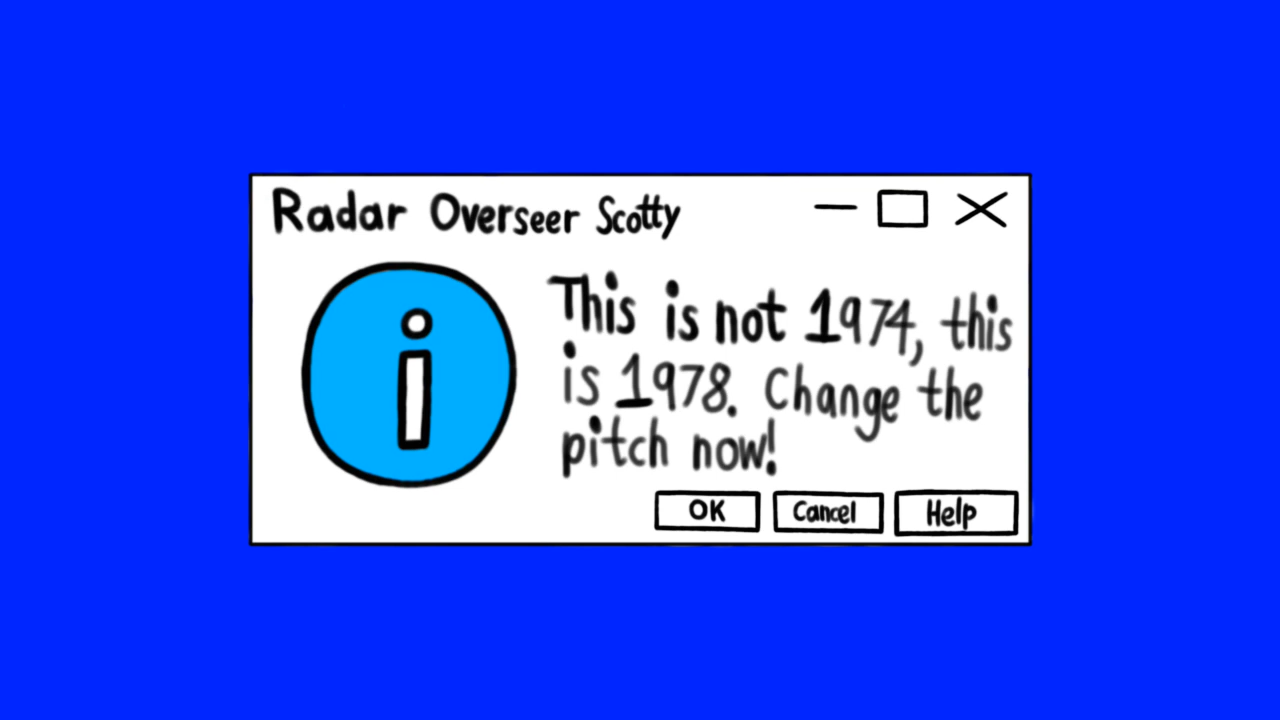 Radar Overseer Scotty
This is not 1974, this
is 1978. Change the
pitch now!
OK Cancel Help